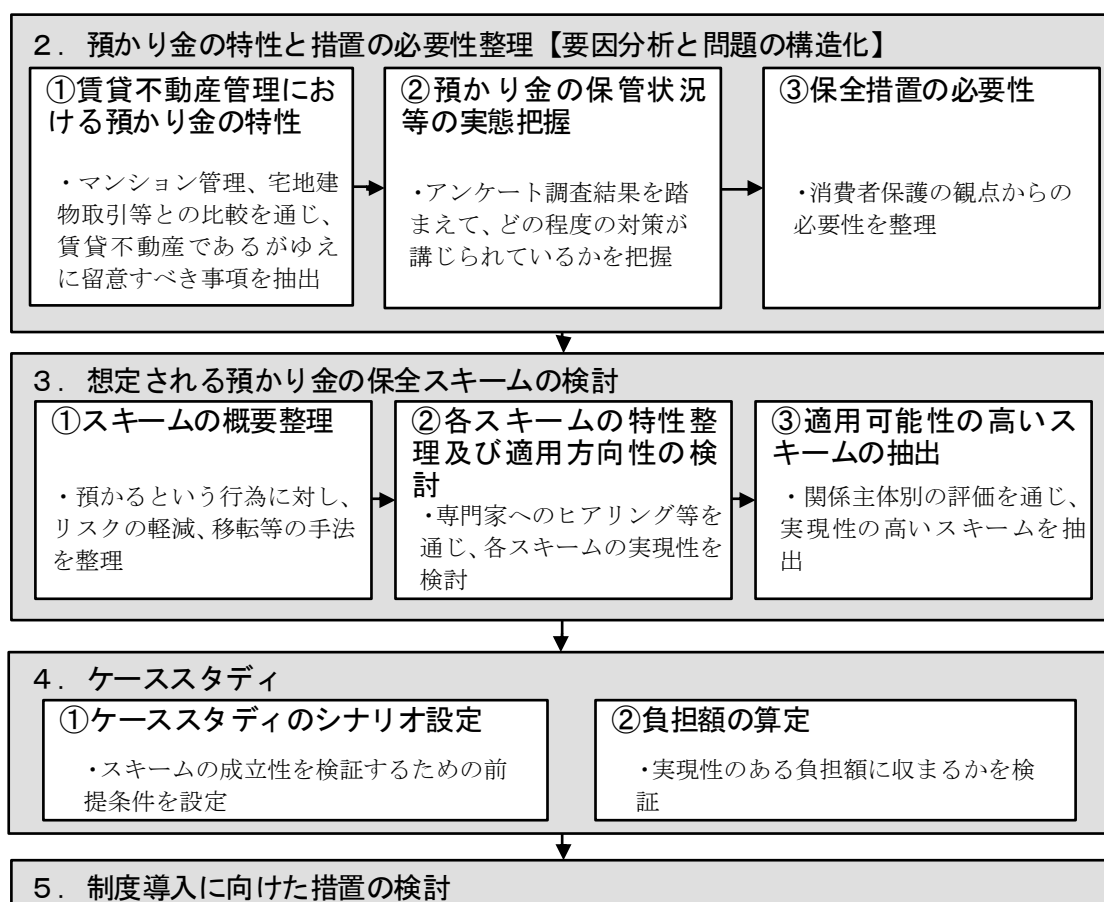 ２．預かり金の特性と措置の必要性整理【要因分析と問題の構造化】
①賃貸不動産管理にお
ける預かり金の特性
・マンション管理、宅地建
物取引等との比較を通じ、
賃貸不動産であるがゆえ
に留意すべき事項を抽出
②預かり金の保管状況
等の実態把握
・アンケート調査結果を踏
まえて、どの程度の対策が
講じられているかを把握
③保全措置の必要性
・消費者保護の観点からの
必要性を整理
３．想定される預かり金の保全スキームの検討
①スキームの概要整理
・預かるという行為に対し、
リスクの軽減、移転等の手法
を整理
②各スキームの特性整
理及び適用方向性の検
討
・専門家へのヒアリング等を
通じ、各スキームの実現性を
検討
③適用可能性の高いス
キームの抽出
・関係主体別の評価を通じ、
実現性の高いスキームを抽
出
４．ケーススタディ
①ケーススタディのシナリオ設定
・スキームの成立性を検証するための前
提条件を設定
②負担額の算定
・実現性のある負担額に収まるかを検
証
５．制度導入に向けた措置の検討